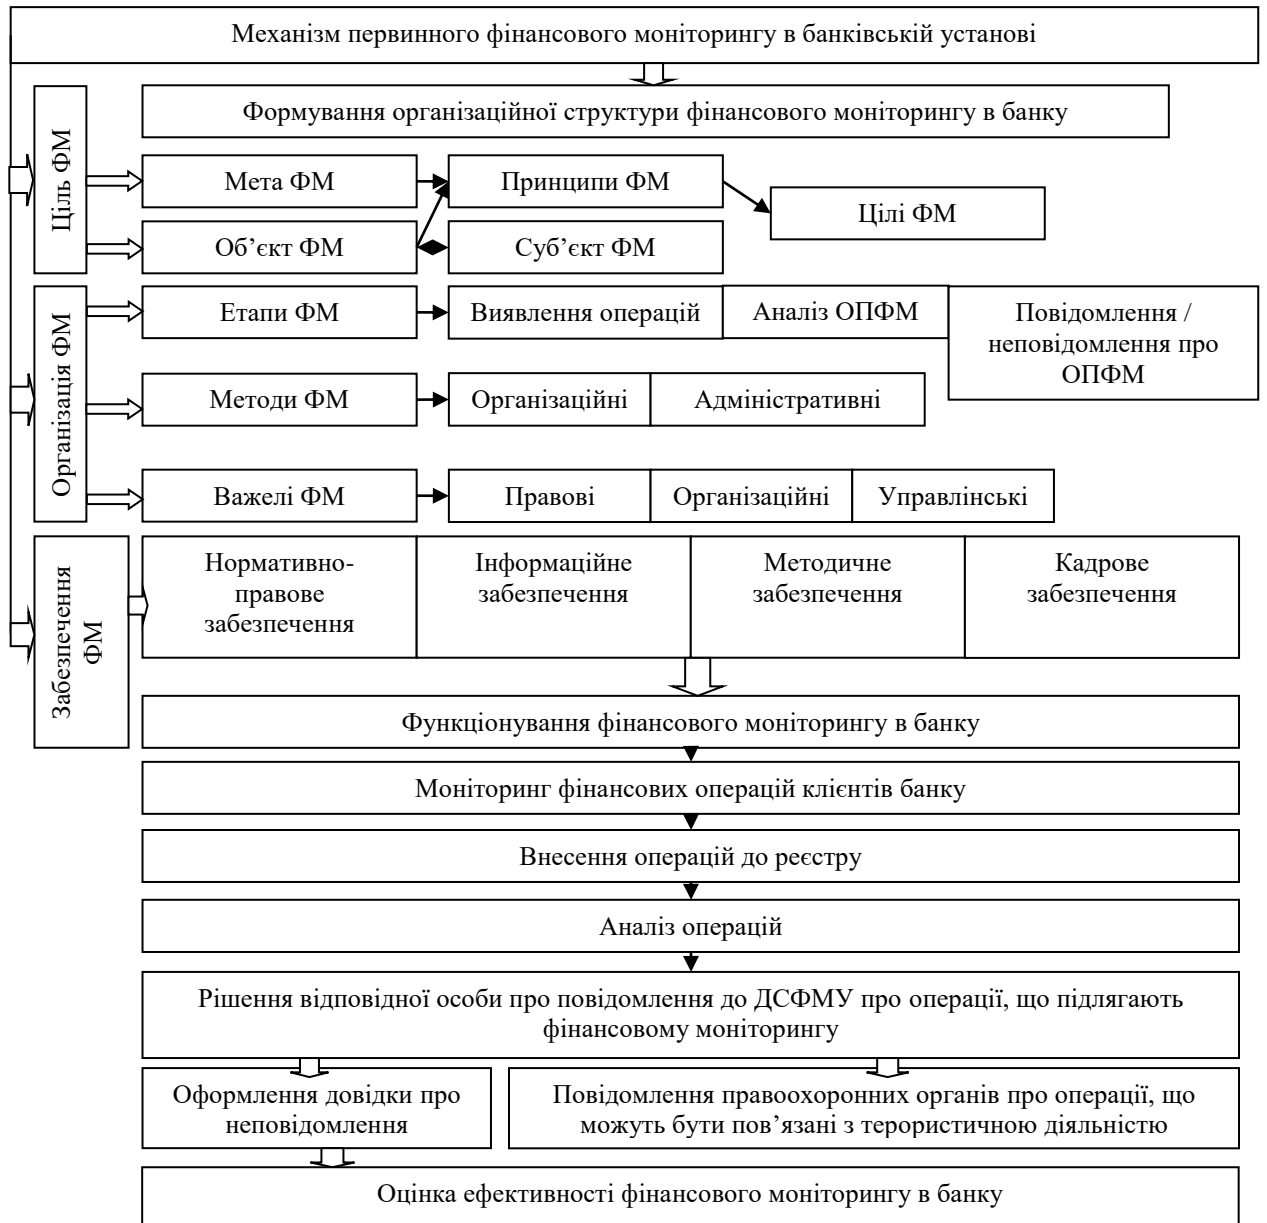 Механізм первинного фінансового моніторингу в банківській установі
Формування організаційної структури фінансового моніторингу в банку
Ціль ФМ
Мета ФМ
Принципи ФМ
Цілі ФМ
Об’єкт ФМ
Суб’єкт ФМ
Організація ФМ
Етапи ФМ
Виявлення операцій
Аналіз ОПФМ
Повідомлення /
неповідомлення про
ОПФМ
Методи ФМ
Організаційні
Адміністративні
Важелі ФМ
Правові
Організаційні
Управлінські
Забезпечення
ФМ
Нормативно-
правове
забезпечення
Інформаційне
забезпечення
Методичне
забезпечення
Кадрове
забезпечення
Функціонування фінансового моніторингу в банку
Моніторинг фінансових операцій клієнтів банку
Внесення операцій до реєстру
Аналіз операцій
Рішення відповідної особи про повідомлення до ДСФМУ про операції, що підлягають
фінансовому моніторингу
Оформлення довідки про
неповідомлення
Повідомлення правоохоронних органів про операції, що
можуть бути пов’язані з терористичною діяльністю
Оцінка ефективності фінансового моніторингу в банку